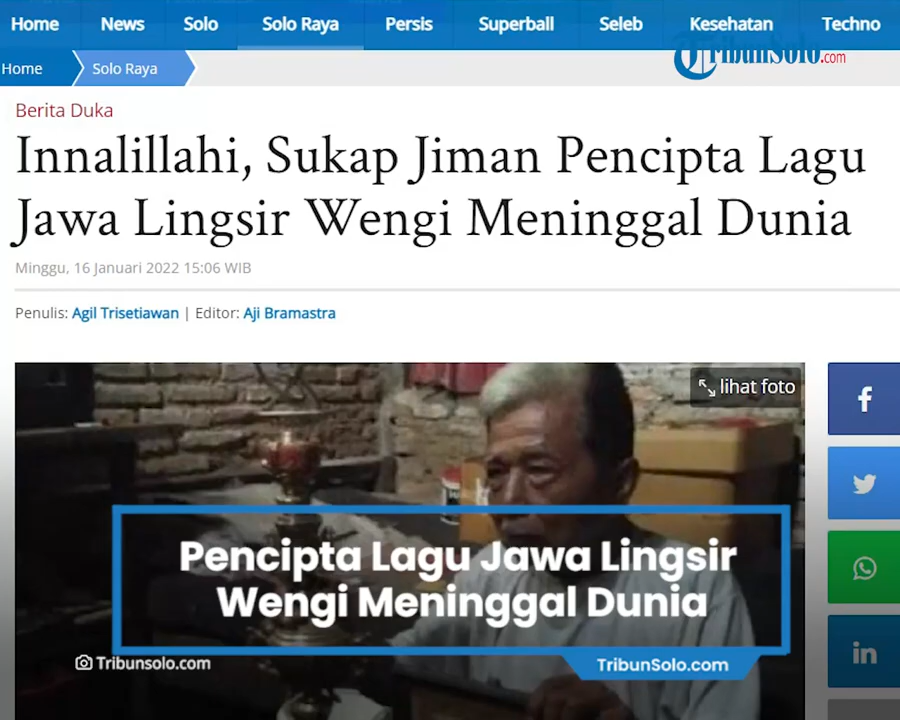 Home News Solo Solo Raya Persis Superball Seleb Kesehatan Techno
Home Solo Raya
TribunSolo.com
Berita Duka
Innalillahi, Sukap Jiman Pencipta Lagu
Jawa Lingsir Wengi Meninggal Dunia
Minggu, 16 Januari 2022 15:06 WIB
Penulis: Agil Trisetiawan | Editor: Aji Bramastra
lihat foto
Pencipta Lagu Jawa Lingsir
Wengi Meninggal Dunia
Tribunsolo.com
TribunSolo.com